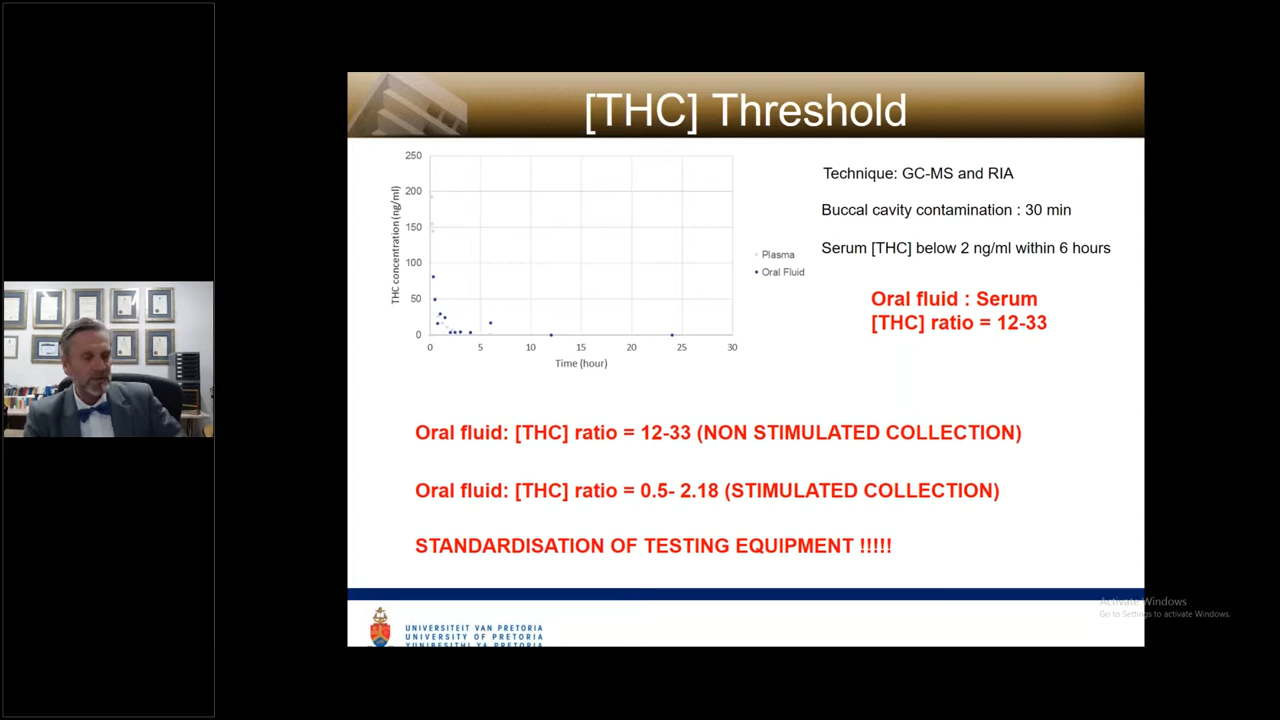 [THC] Threshold
250
200
150
100
50
0
THC concentration (ng/ml)
0 5 10 15 20 25 30
Time (hour)
Plasma
Oral Fluid
Technique: GC-MS and RIA
Buccal cavity contamination : 30 min
Serum [THC] below 2 ng/ml within 6 hours
Oral fluid : Serum
[THC] ratio = 12-33
Oral fluid: [THC] ratio = 12-33 (NON STIMULATED COLLECTION)
Oral fluid: [THC] ratio = 0.5- 2.18 (STIMULATED COLLECTION)
STANDARDISATION OF TESTING EQUIPMENT !!!!!
UNIVERSITEIT VAN PRETORIA
UNIVERSITY OF PRETORIA
YUNIBESITHI YA PRETORIA
Activate Windows
Go to Settings to activate Windows.